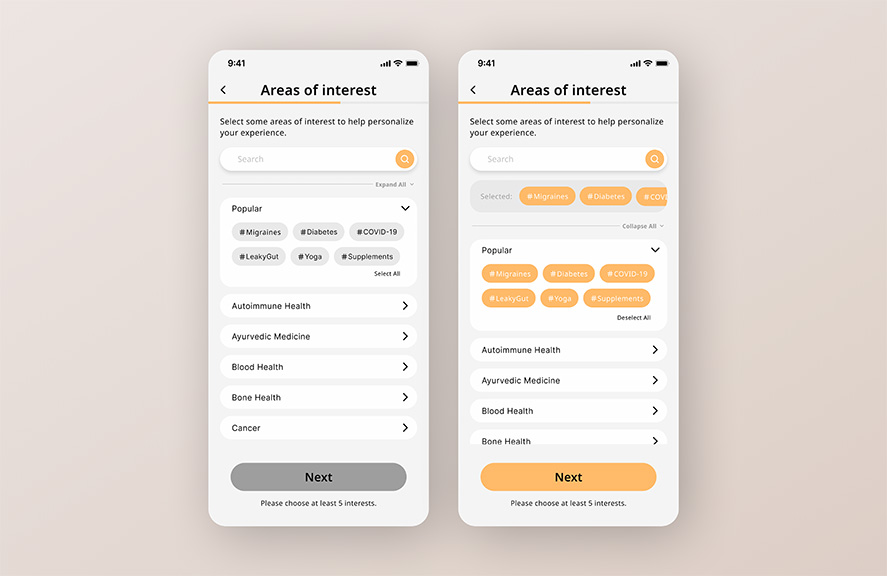 9:41
Areas of interest
Select some areas of interest to help personalize
your experience.
Search
Expand All
Popular
#Migraines #Diabetes #COVID-19
#LeakyGut #Yoga #Supplements
Select All
Autoimmune Health
Ayurvedic Medicine
Blood Health
Bone Health
Cancer
Next
Please choose at least 5 interests.
9:41
Areas of interest
Select some areas of interest to help personalize
your experience.
Search
Selected: #Migraines #Diabetes #COVI
Collapse All
Popular
#Migraines #Diabetes #COVID-19
#LeakyGut #Yoga #Supplements
Deselect All
Autoimmune Health
Ayurvedic Medicine
Blood Health
Bone Health
Next
Please choose at least 5 interests.